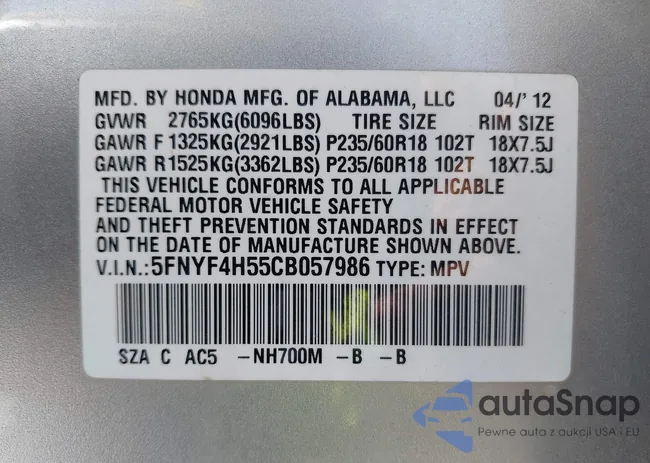 MFD. BY HONDA MFG. OF ALABAMA, LLC 04/' 12
GVWR 2765KG(6096LBS) TIRE SIZE RIM SIZE
GAWR F 1325KG(2921LBS) P235/60R18 102T 18X7.5J
GAWR R1525KG(3362LBS) P235/60R18 102T 18X7.5J
THIS VEHICLE CONFORMS TO ALL APPLICABLE
FEDERAL MOTOR VEHICLE SAFETY
AND THEFT PREVENTION STANDARDS IN EFFECT
ON THE DATE OF MANUFACTURE SHOWN ABOVE.
V.I.N.:5FNYF4H55CB057986 TYPE: MPV
SZA C AC5 -NH700M -B -B
autoSnap
Pewne auta z aukcji USA i EU